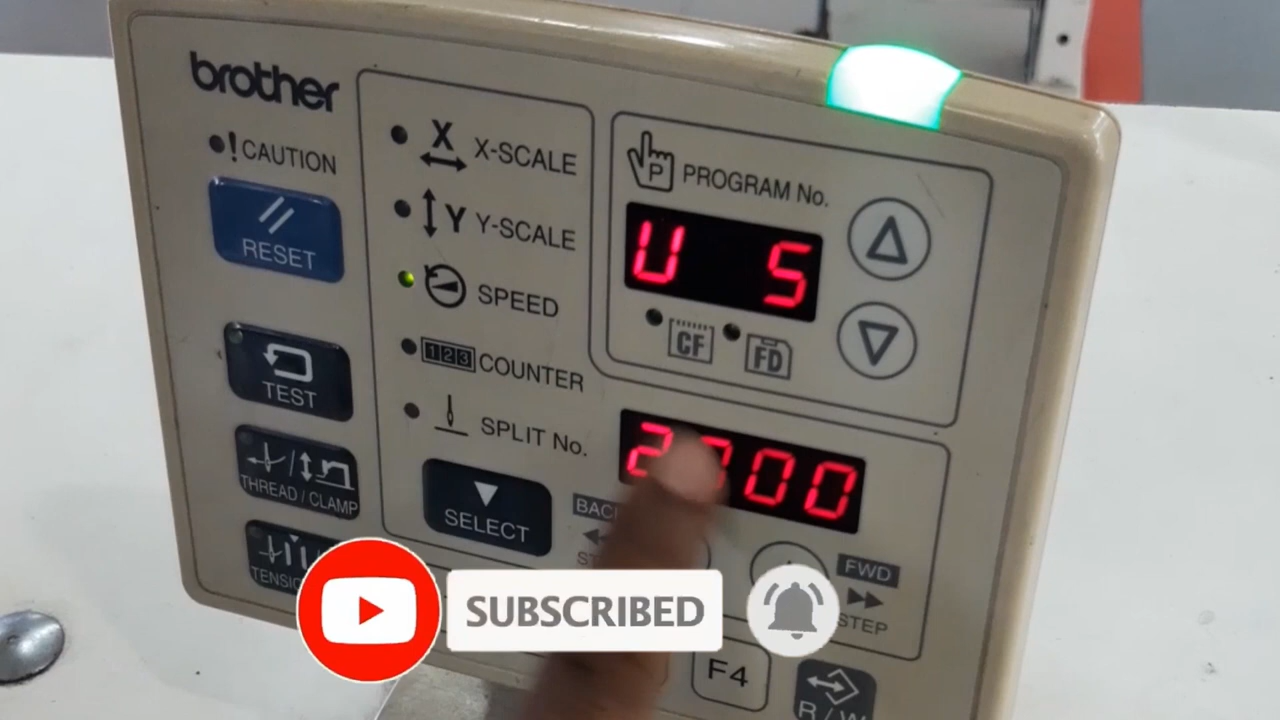 brother
! CAUTION
RESET
TEST
THREAD / CLAMP
X X-SCALE
Y Y-SCALE
SPEED
123 COUNTER
SPLIT No.
SELECT
P PROGRAM No.
U S
CF FD
FWD
STEP
F4
SUBSCRIBED